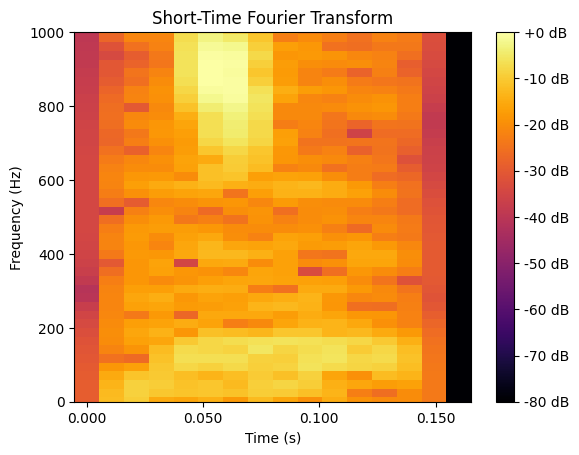 Short-Time Fourier Transform
1000
800
600
400
200
0
Frequency (Hz)
0.000
0.050
0.100
0.150
Time (s)
+0 dB
-10 dB
-20 dB
-30 dB
-40 dB
-50 dB
-60 dB
-70 dB
-80 dB